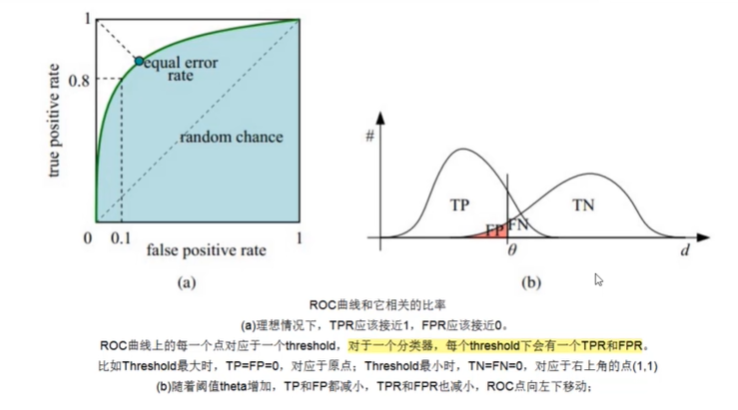 1
equal error
rate
0.8
true positive rate
random chance
0
0.1
1
false positive rate
(a)
#
TP
TN
FP
FN
θ
d
(b)
ROC曲线和它相关的比率
(a)理想情况下，TPR应该接近1，FPR应该接近0。
ROC曲线上的每一个点对应于一个threshold，对于一个分类器，每个threshold下会有一个TPR和FPR。
比如Threshold最大时，TP=FP=0，对应于原点；Threshold最小时，TN=FN=0，对应于右上角的点(1,1)
(b)随着阈值theta增加，TP和FP都减小，TPR和FPR也减小，ROC点向左下移动；